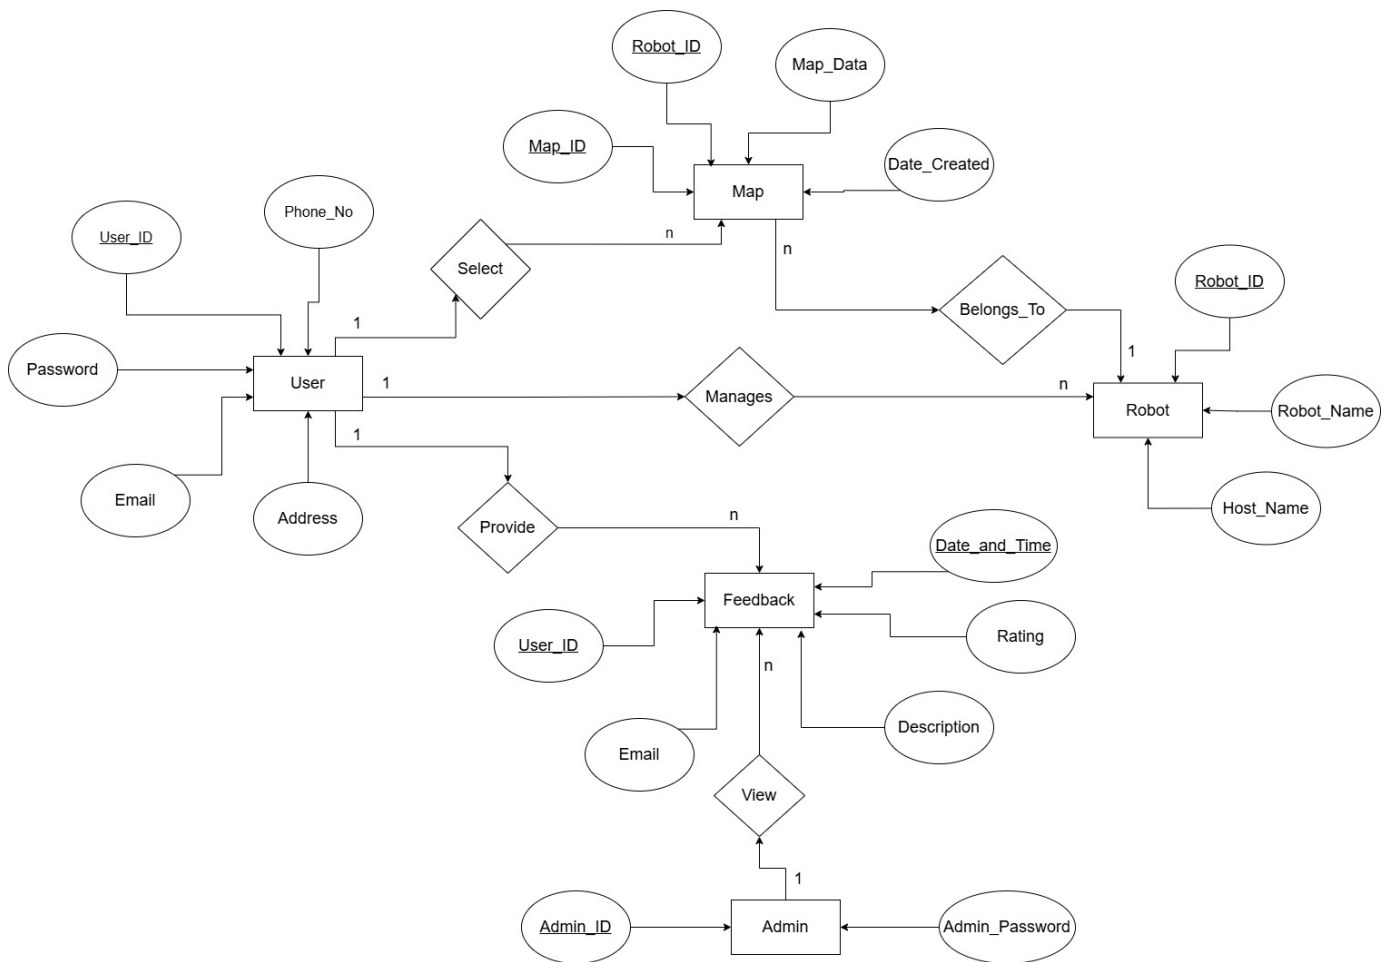 Robot_ID
Map_Data
Map_ID
Date_Created
Map
Phone_No
User_ID
n
Select
n
Belongs_To
Robot_ID
1
1
Password
User
1
Manages
n
Robot
Robot_Name
1
Email
Address
Provide
n
Host_Name
Date_and_Time
Feedback
User_ID
Rating
n
Email
Description
View
1
Admin_ID
Admin
Admin_Password